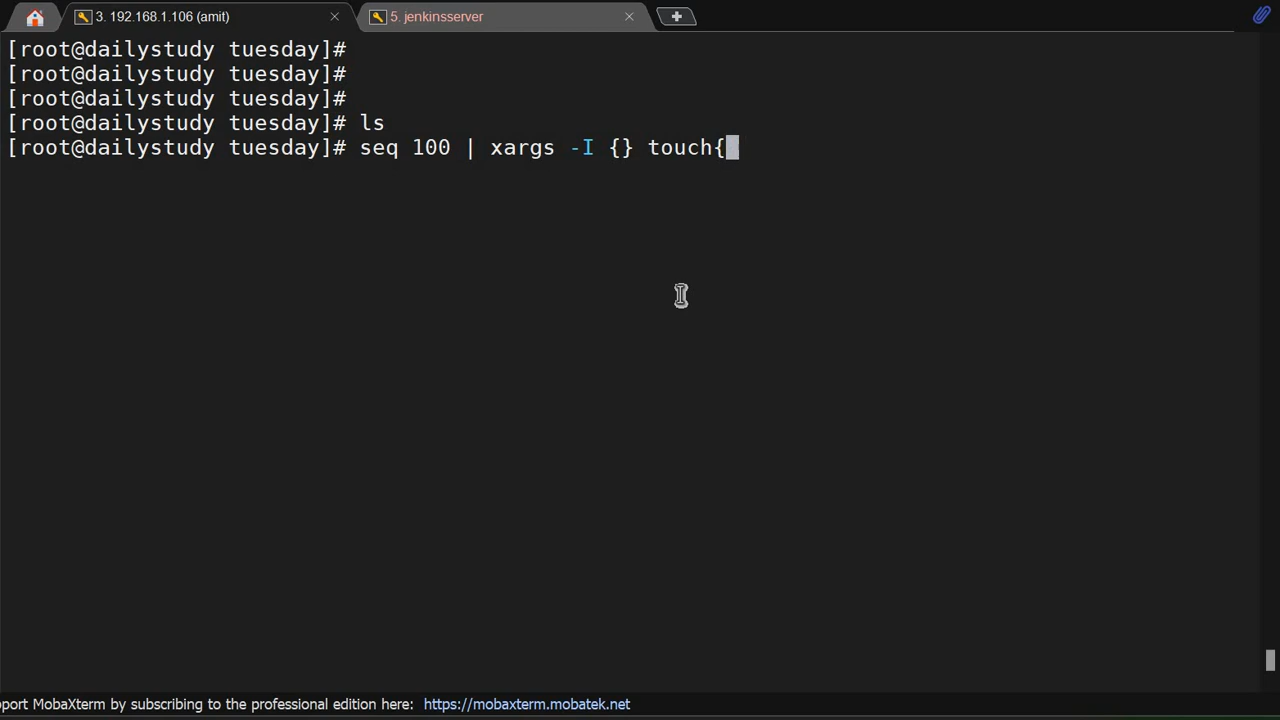 3. 192.168.1.106 (amit)
5. jenkinsserver
[root@dailystudy tuesday]#
[root@dailystudy tuesday]#
[root@dailystudy tuesday]#
[root@dailystudy tuesday]# ls
[root@dailystudy tuesday]# seq 100 | xargs -I {} touch{
port MobaXterm by subscribing to the professional edition here: https://mobaxterm.mobatek.net